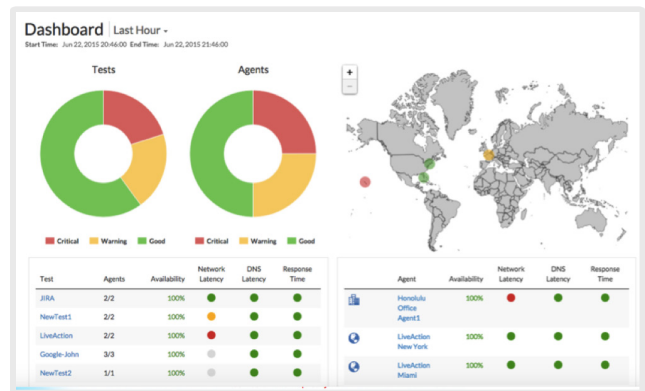 Dashboard Last Hour
Start Time: Jun 22, 2015 20:46:00 End Time: Jun 22, 2015 21:46:00
Tests
Agents
+
−
Critical Warning Good
Critical Warning Good
Test Agents Availability Network Latency DNS Latency Response Time
JIRA 2/2 100%
NewTest1 2/2 100%
LiveAction 2/2 100%
Google-John 3/3 100%
NewTest2 1/1 100%
Agent Availability Network Latency DNS Latency Response Time
Honolulu Office Agent1 100%
LiveAction New York 100%
LiveAction Miami 100%